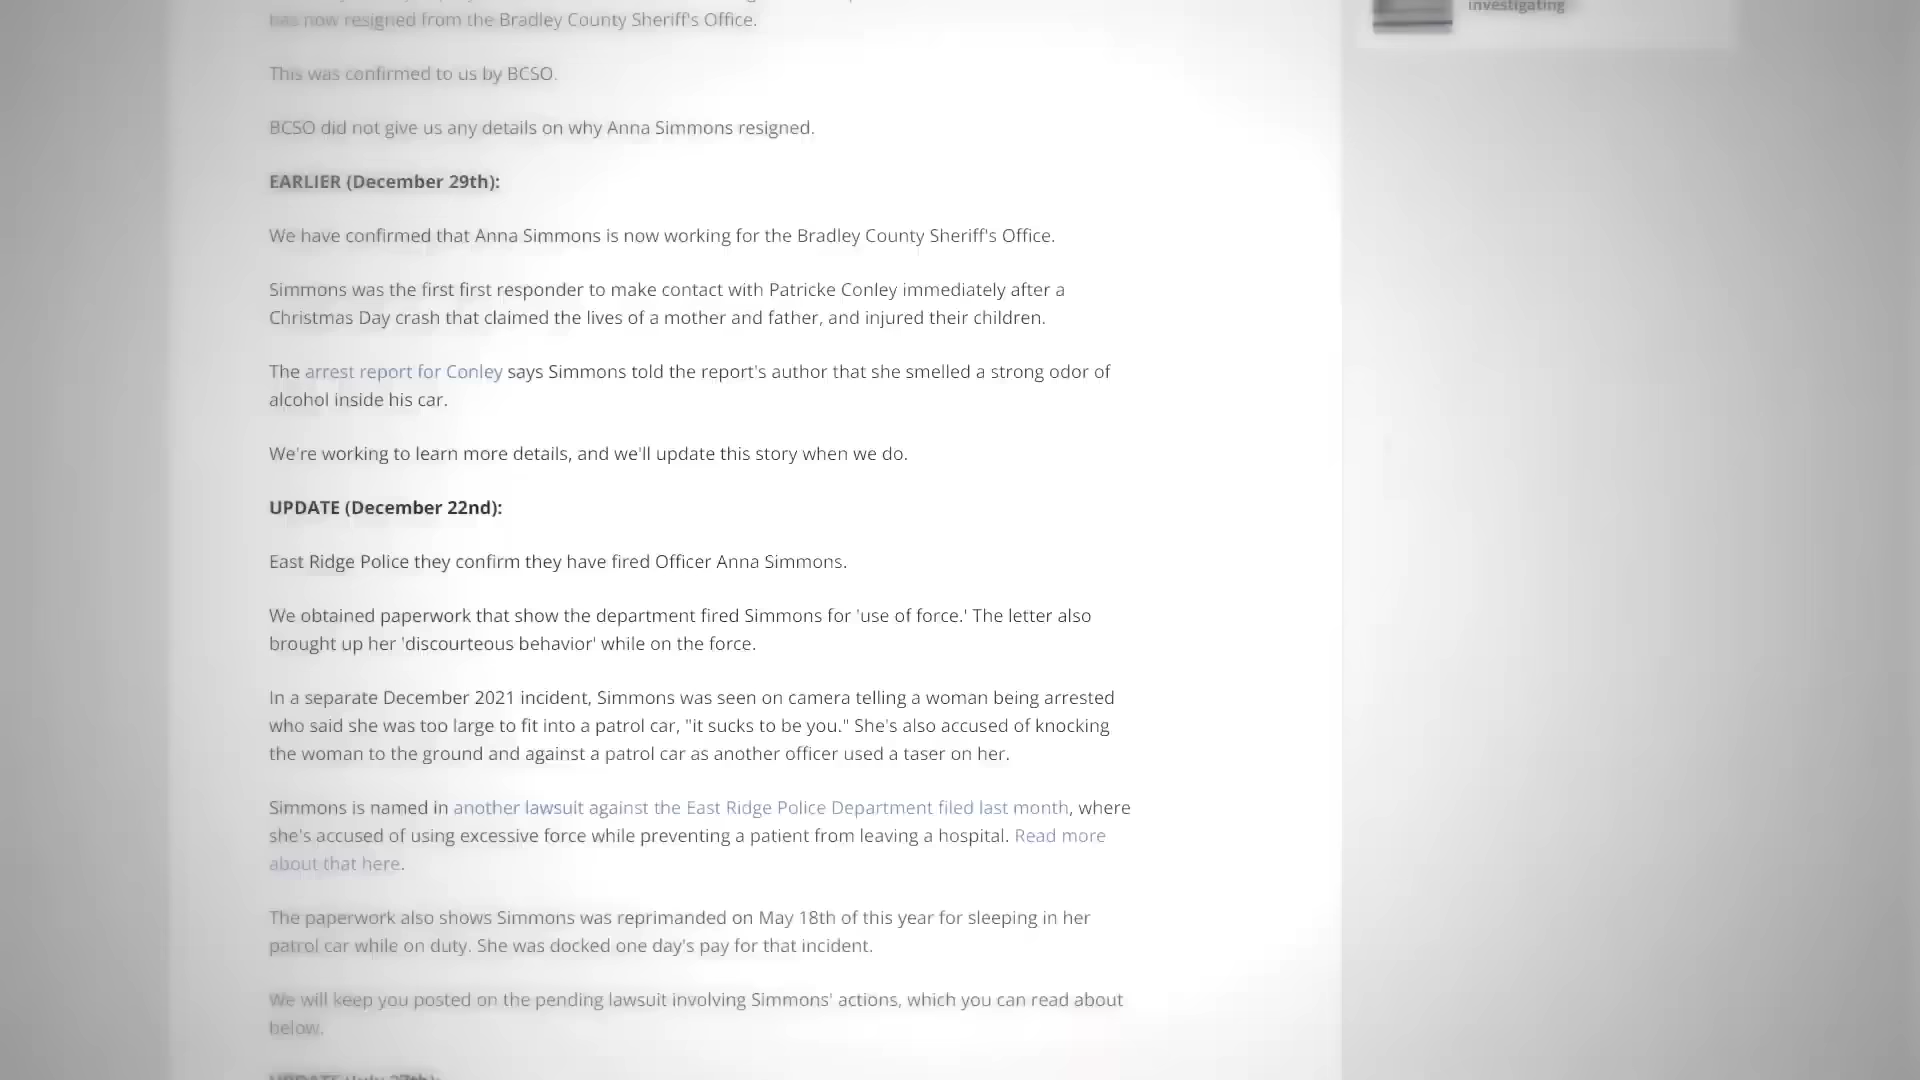 has now resigned from the Bradley County Sheriff's Office.
investigating
This was confirmed to us by BCSO.
BCSO did not give us any details on why Anna Simmons resigned.
EARLIER (December 29th):
We have confirmed that Anna Simmons is now working for the Bradley County Sheriff's Office.
Simmons was the first first responder to make contact with Patricke Conley immediately after a
Christmas Day crash that claimed the lives of a mother and father, and injured their children.
The arrest report for Conley says Simmons told the report's author that she smelled a strong odor of
alcohol inside his car.
We're working to learn more details, and we'll update this story when we do.
UPDATE (December 22nd):
East Ridge Police they confirm they have fired Officer Anna Simmons.
We obtained paperwork that show the department fired Simmons for 'use of force.' The letter also
brought up her 'discourteous behavior' while on the force.
In a separate December 2021 incident, Simmons was seen on camera telling a woman being arrested
who said she was too large to fit into a patrol car, "it sucks to be you." She's also accused of knocking
the woman to the ground and against a patrol car as another officer used a taser on her.
Simmons is named in another lawsuit against the East Ridge Police Department filed last month, where
she's accused of using excessive force while preventing a patient from leaving a hospital. Read more
about that here.
The paperwork also shows Simmons was reprimanded on May 18th of this year for sleeping in her
patrol car while on duty. She was docked one day's pay for that incident.
We will keep you posted on the pending lawsuit involving Simmons' actions, which you can read about
below.